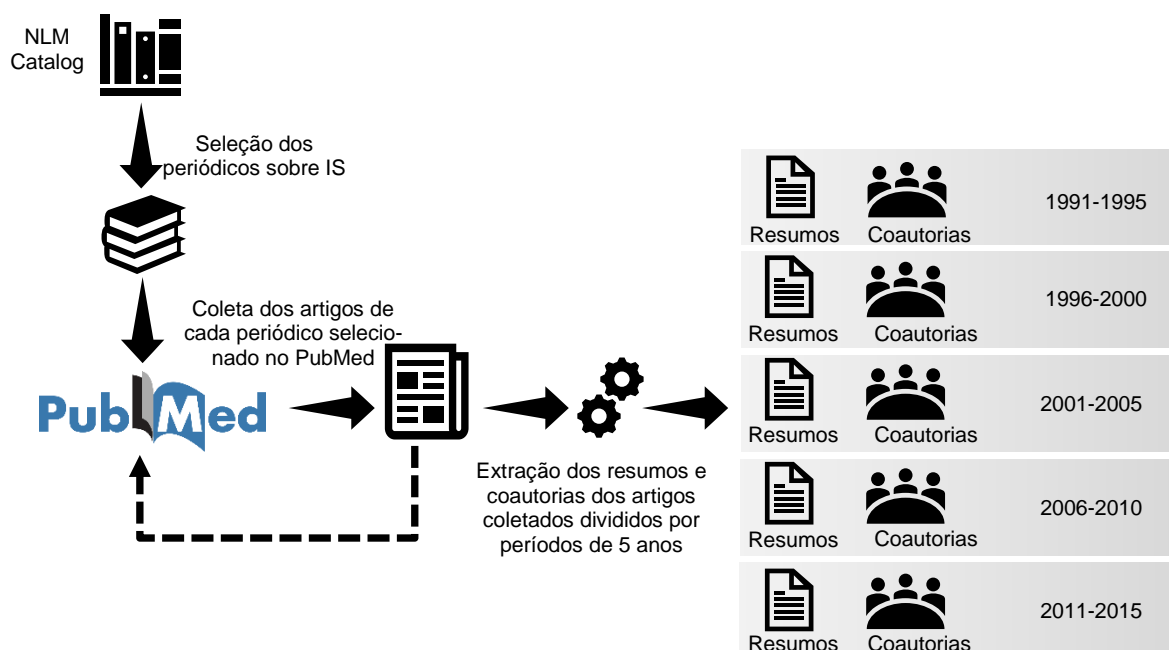 NLM
Catalog
Seleção dos
periódicos sobre IS
Coleta dos artigos de
cada periódico selecio-
nado no PubMed
PubMed
Extração dos resumos e
coautorias dos artigos
coletados divididos por
períodos de 5 anos
Resumos Coautorias 1991-1995
Resumos Coautorias 1996-2000
Resumos Coautorias 2001-2005
Resumos Coautorias 2006-2010
Resumos Coautorias 2011-2015